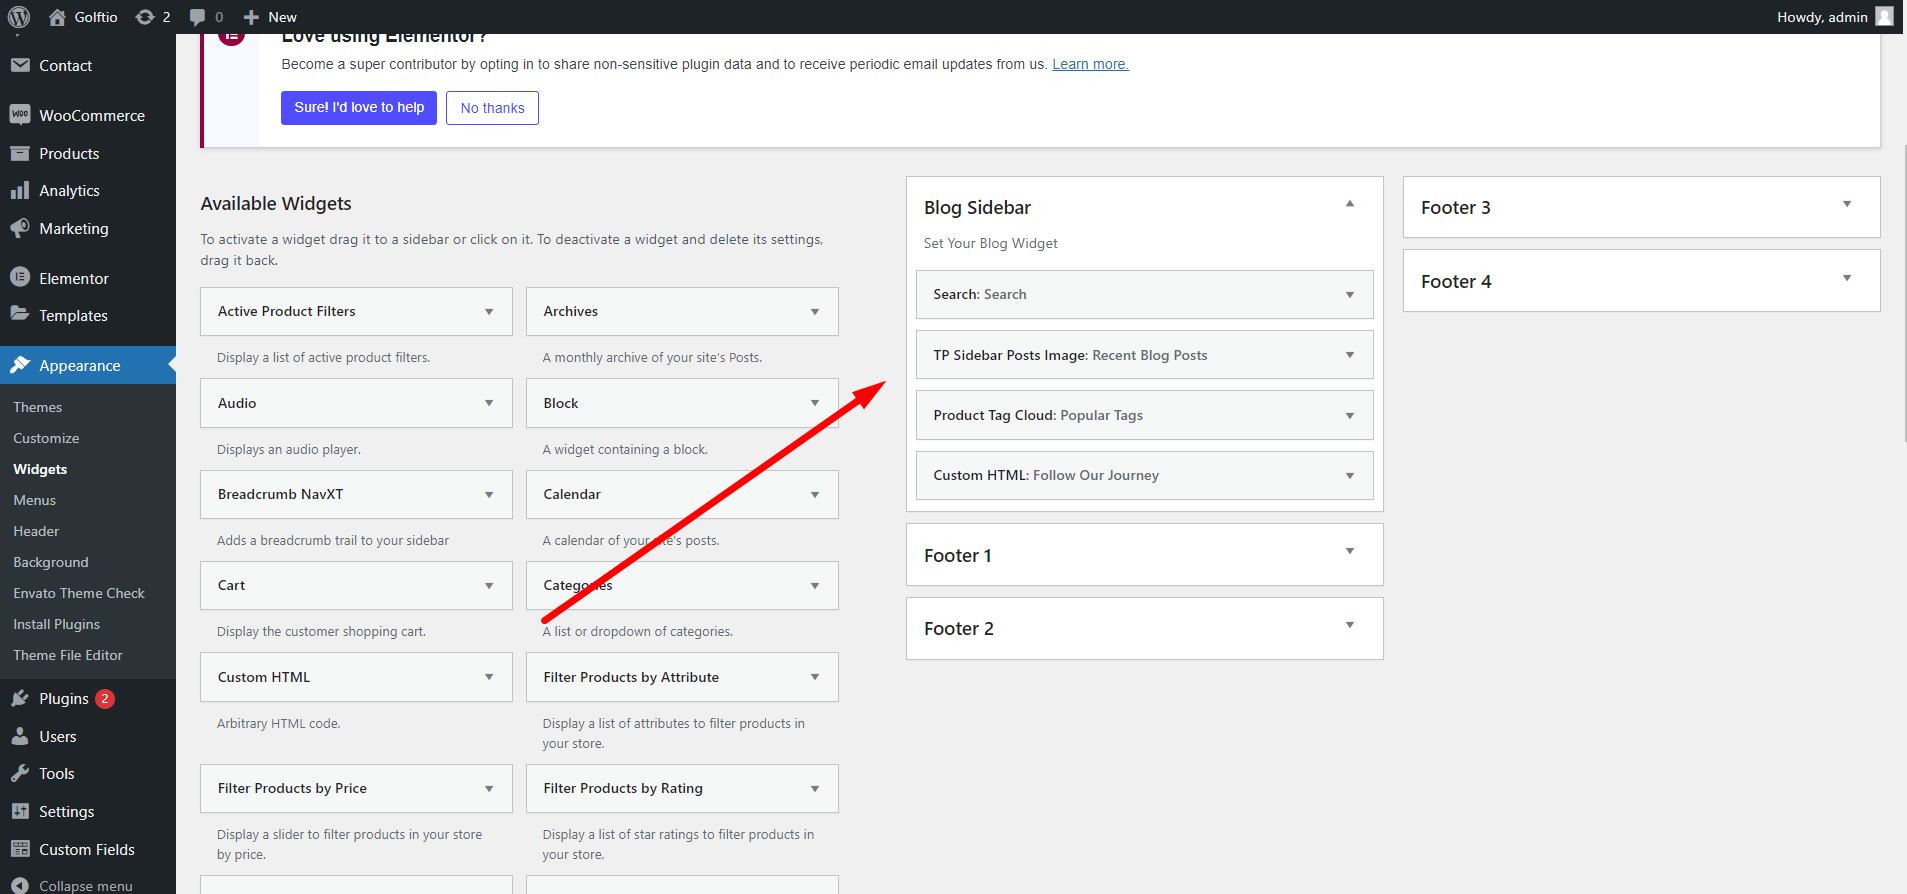 Golftio
2
0
New
Howdy, admin
Contact
WooCommerce
Products
Analytics
Marketing
Elementor
Templates
Appearance
Themes
Customize
Widgets
Menus
Header
Background
Envato Theme Check
Install Plugins
Theme File Editor
Plugins 2
Users
Tools
Settings
Custom Fields
Collapse menu
Love using Elementor?
Become a super contributor by opting in to share non-sensitive plugin data and to receive periodic email updates from us. Learn more.
Sure! I'd love to help
No thanks
Available Widgets
To activate a widget drag it to a sidebar or click on it. To deactivate a widget and delete its settings,
drag it back.
Active Product Filters
Display a list of active product filters.
Archives
A monthly archive of your site's Posts.
Audio
Displays an audio player.
Block
A widget containing a block.
Breadcrumb NavXT
Adds a breadcrumb trail to your sidebar
Calendar
A calendar of your site's posts.
Cart
Display the customer shopping cart.
Categories
A list or dropdown of categories.
Custom HTML
Arbitrary HTML code.
Filter Products by Attribute
Display a list of attributes to filter products in
your store.
Filter Products by Price
Display a slider to filter products in your store
by price.
Filter Products by Rating
Display a list of star ratings to filter products in
your store.
Blog Sidebar
Set Your Blog Widget
Search: Search
TP Sidebar Posts Image: Recent Blog Posts
Product Tag Cloud: Popular Tags
Custom HTML: Follow Our Journey
Footer 1
Footer 2
Footer 3
Footer 4